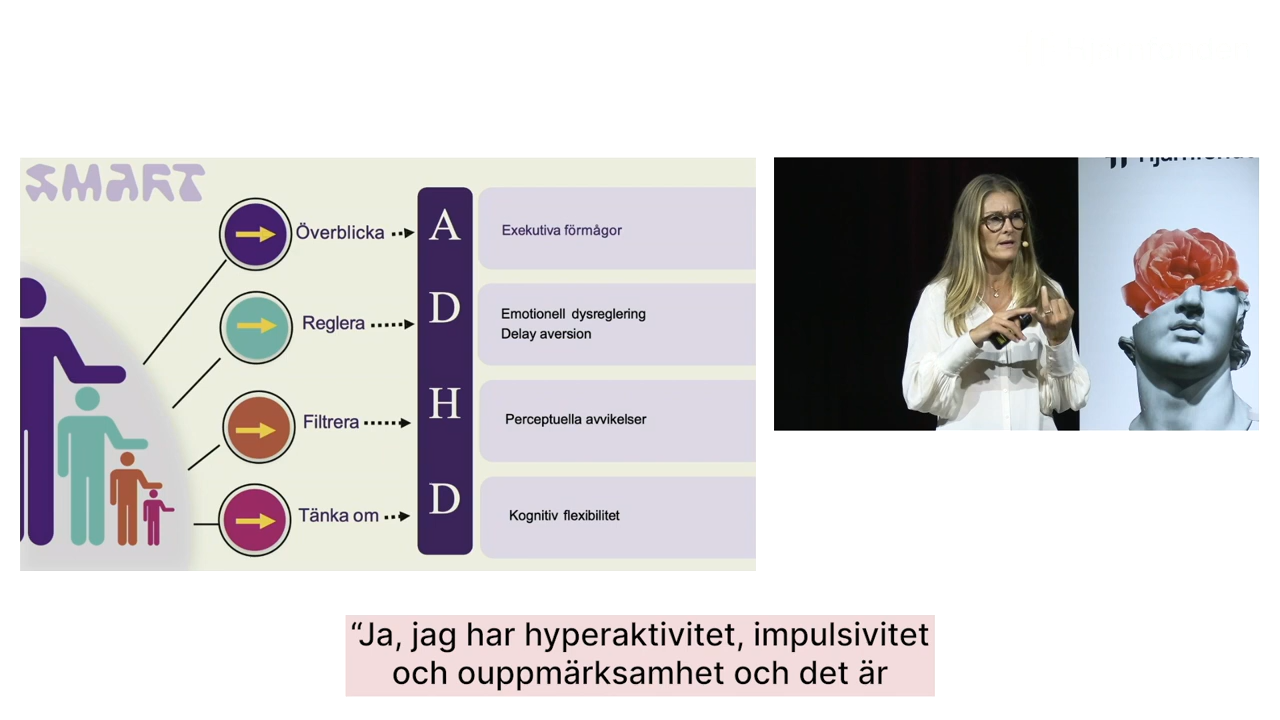 SMART
Överblicka
Reglera
Filtrera
Tänka om
A
D
H
D
Exekutiva förmågor
Emotionell dysreglering
Delay aversion
Perceptuella avvikelser
Kognitiv flexibilitet
“Ja, jag har hyperaktivitet, impulsivitet
och ouppmärksamhet och det är